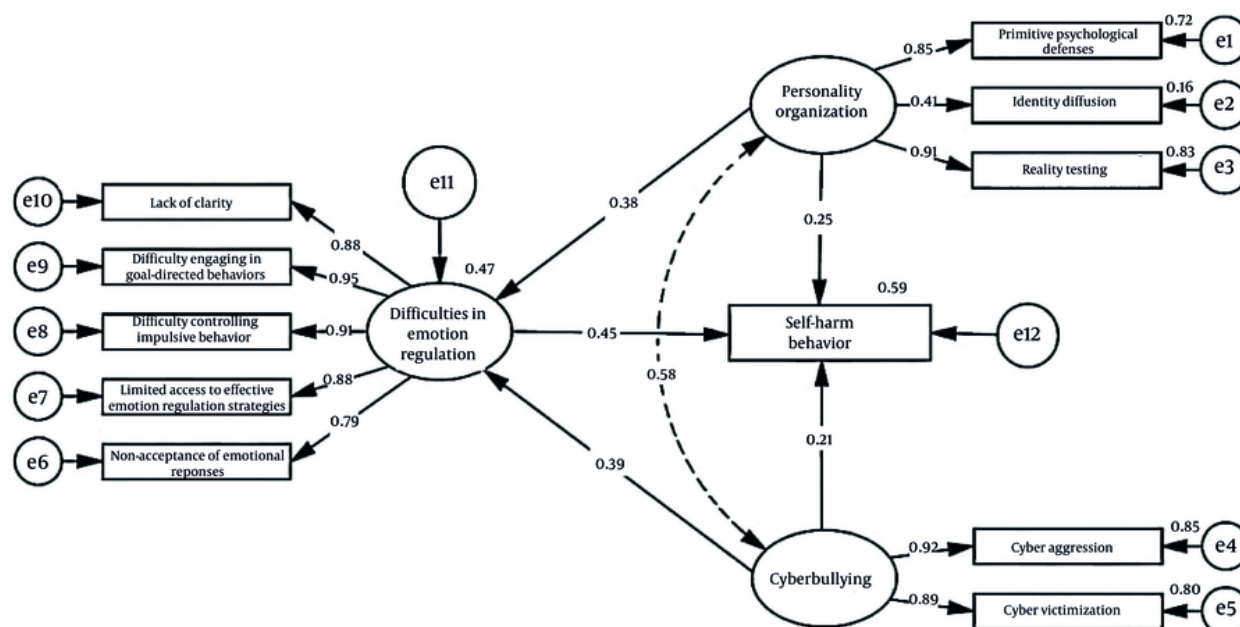 0.72
Primitive psychological
defenses
e1
0.85
Personality
organization
0.16
Identity diffusion
e2
0.41
0.91
0.83
Reality testing
e3
e11
e10
Lack of clarity
0.38
0.25
0.88
e9
Difficulty engaging in
goal-directed behaviors
0.95
0.47
0.59
e8
Difficulty controlling
impulsive behavior
0.91
Difficulties in
emotion
regulation
0.45
Self-harm
behavior
e12
0.58
e7
Limited access to effective
emotion regulation strategies
0.88
0.79
e6
Non-acceptance of emotional
reponses
0.39
0.21
0.85
Cyber aggression
e4
0.92
Cyberbullying
0.89
0.80
Cyber victimization
e5